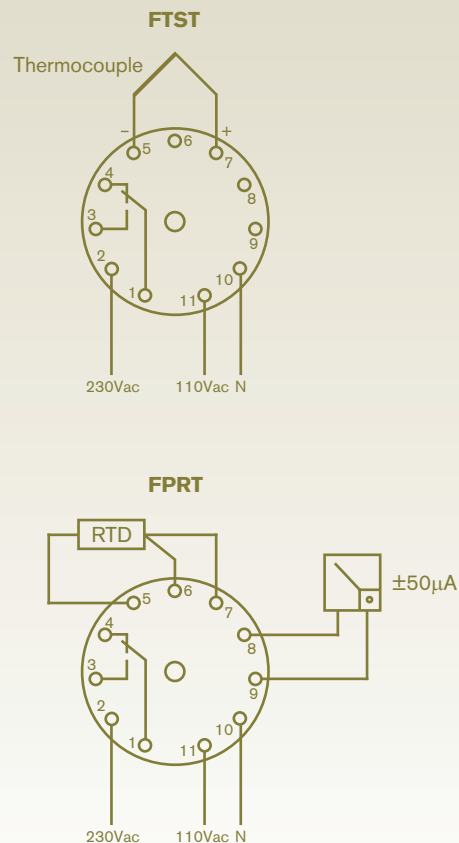 FTST
Thermocouple
– +
5 6 7
4 8
3 9
2 10
1 11
230Vac 110Vac N
FPRT
RTD
±50µA
5 6 7
4 8
3 9
2 10
1 11
230Vac 110Vac N